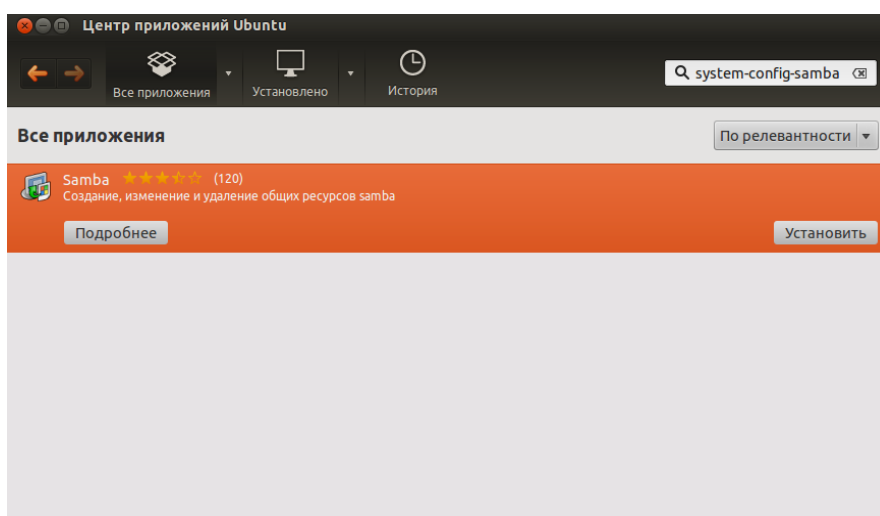 Центр приложений Ubuntu
Все приложения
Установлено
История
system-config-samba
Все приложения
По релевантности
Samba (120)
Создание, изменение и удаление общих ресурсов samba
Подробнее
Установить